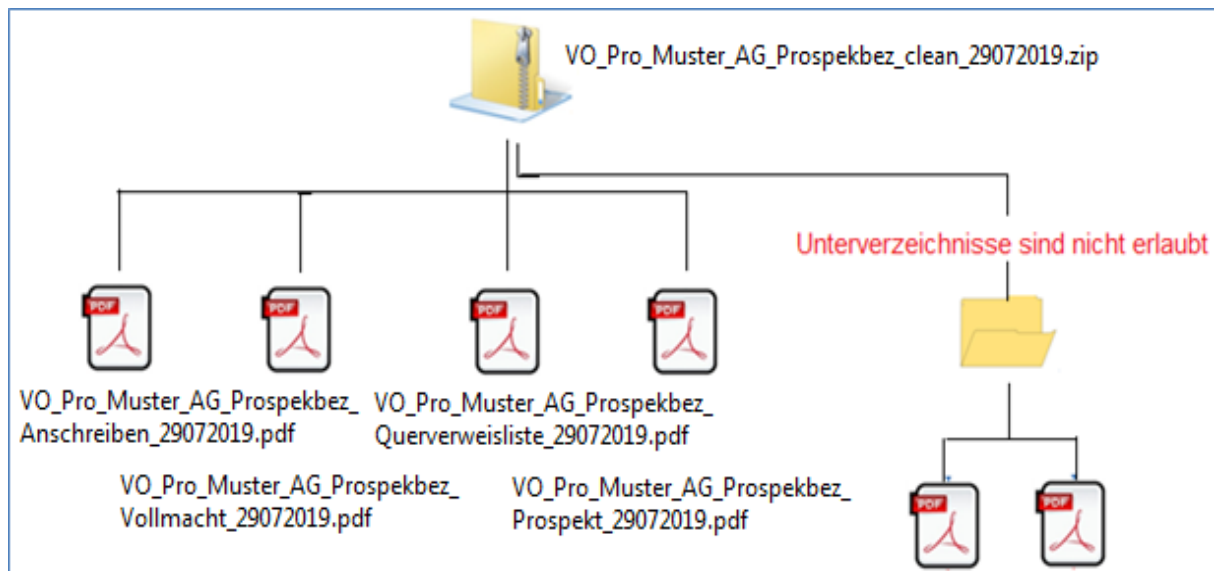 VO_Pro_Muster_AG_Prospekbez_clean_29072019.zip
Unterverzeichnisse sind nicht erlaubt
PDF
PDF
PDF
PDF
VO_Pro_Muster_AG_Prospekbez_
Anschreiben_29072019.pdf
VO_Pro_Muster_AG_Prospekbez_
Querverweisliste_29072019.pdf
VO_Pro_Muster_AG_Prospekbez_
Vollmacht_29072019.pdf
VO_Pro_Muster_AG_Prospekbez_
Prospekt_29072019.pdf
PDF
PDF